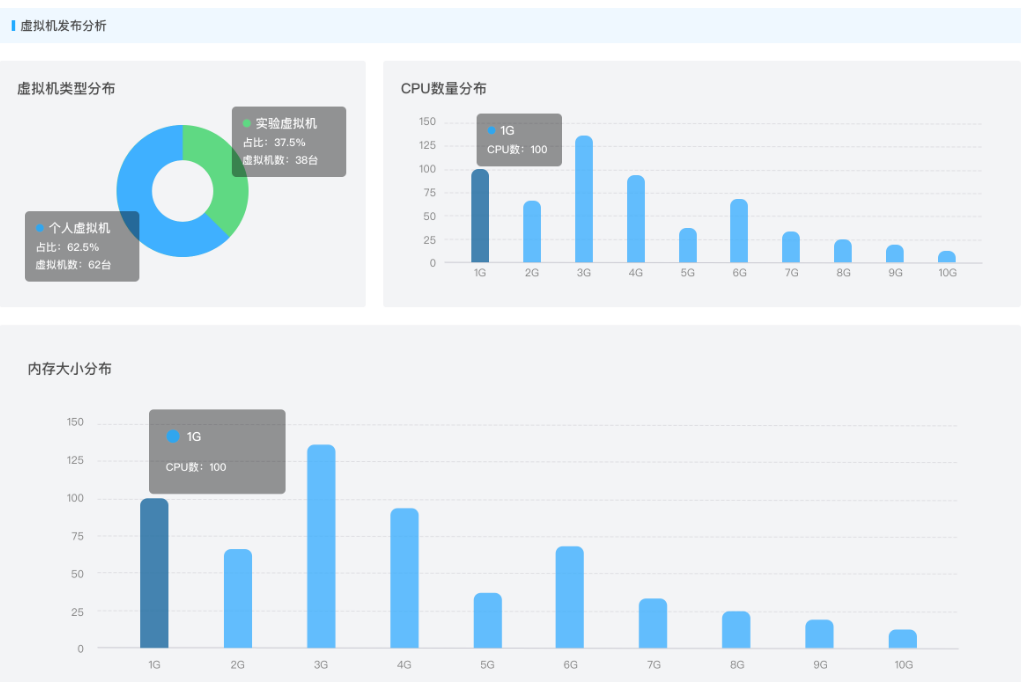 虚拟机发布分析
虚拟机类型分布
实验虚拟机
占比：37.5%
虚拟机数：38台
个人虚拟机
占比：62.5%
虚拟机数：62台
CPU数量分布
150
125
100
75
50
25
0
1G
CPU数：100
1G 2G 3G 4G 5G 6G 7G 8G 9G 10G
内存大小分布
150
125
100
75
50
25
0
1G
CPU数：100
1G 2G 3G 4G 5G 6G 7G 8G 9G 10G